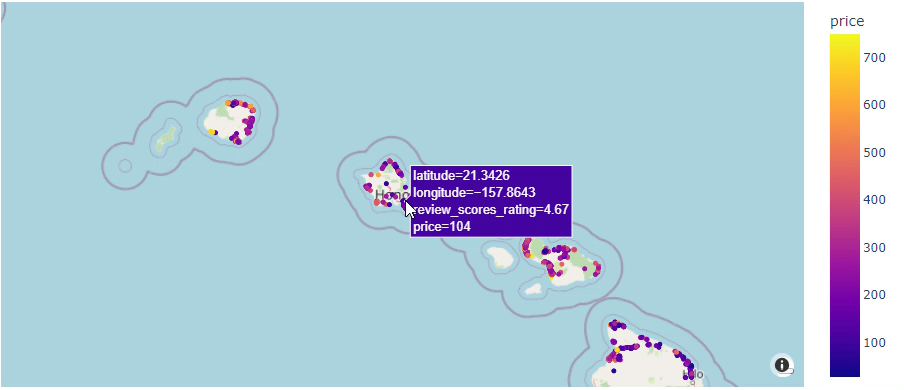 price
700
600
500
400
300
200
100
latitude=21.3426
longitude=−157.8643
review_scores_rating=4.67
price=104